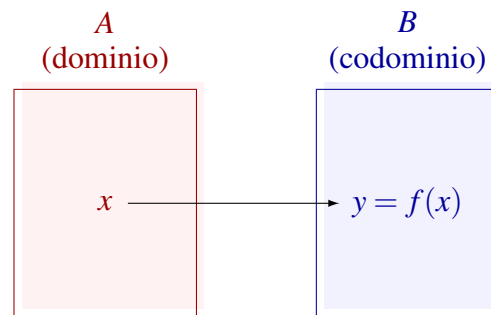 A
(dominio)
B
(codominio)
x
y = f(x)